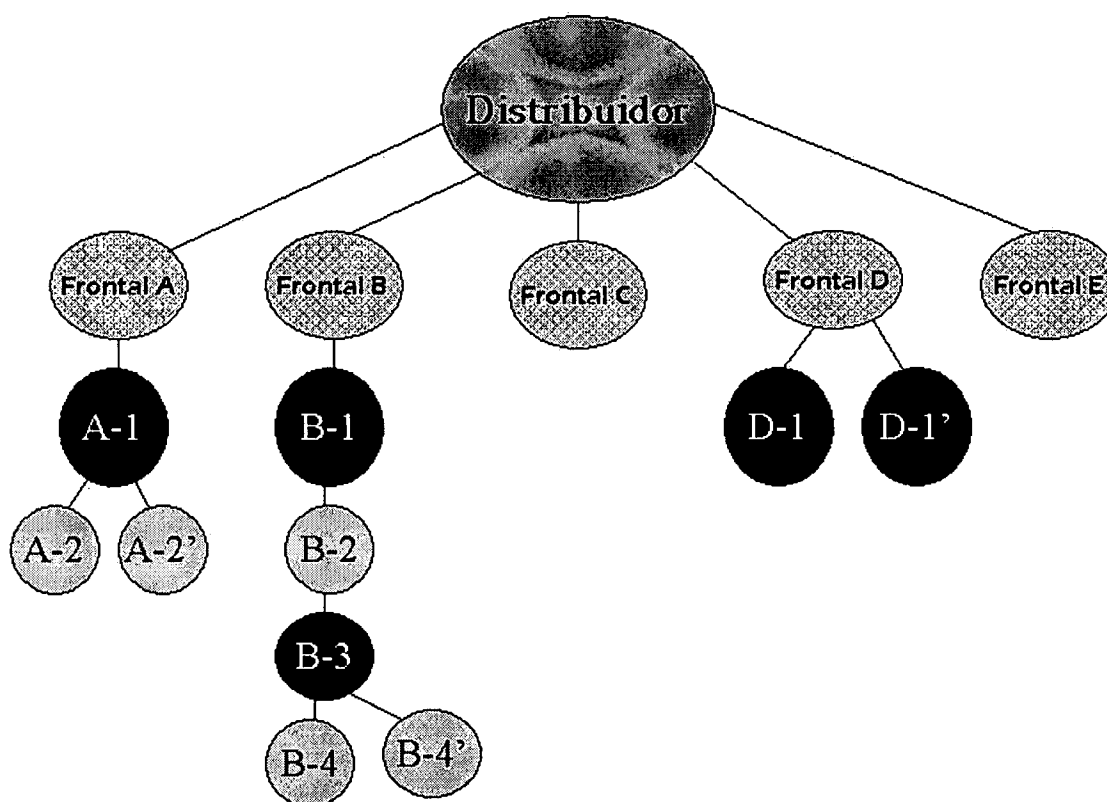 Distribuidor
Frontal A
Frontal B
Frontal C
Frontal D
Frontal E
A-1
B-1
D-1
D-1’
A-2
A-2’
B-2
B-3
B-4
B-4’